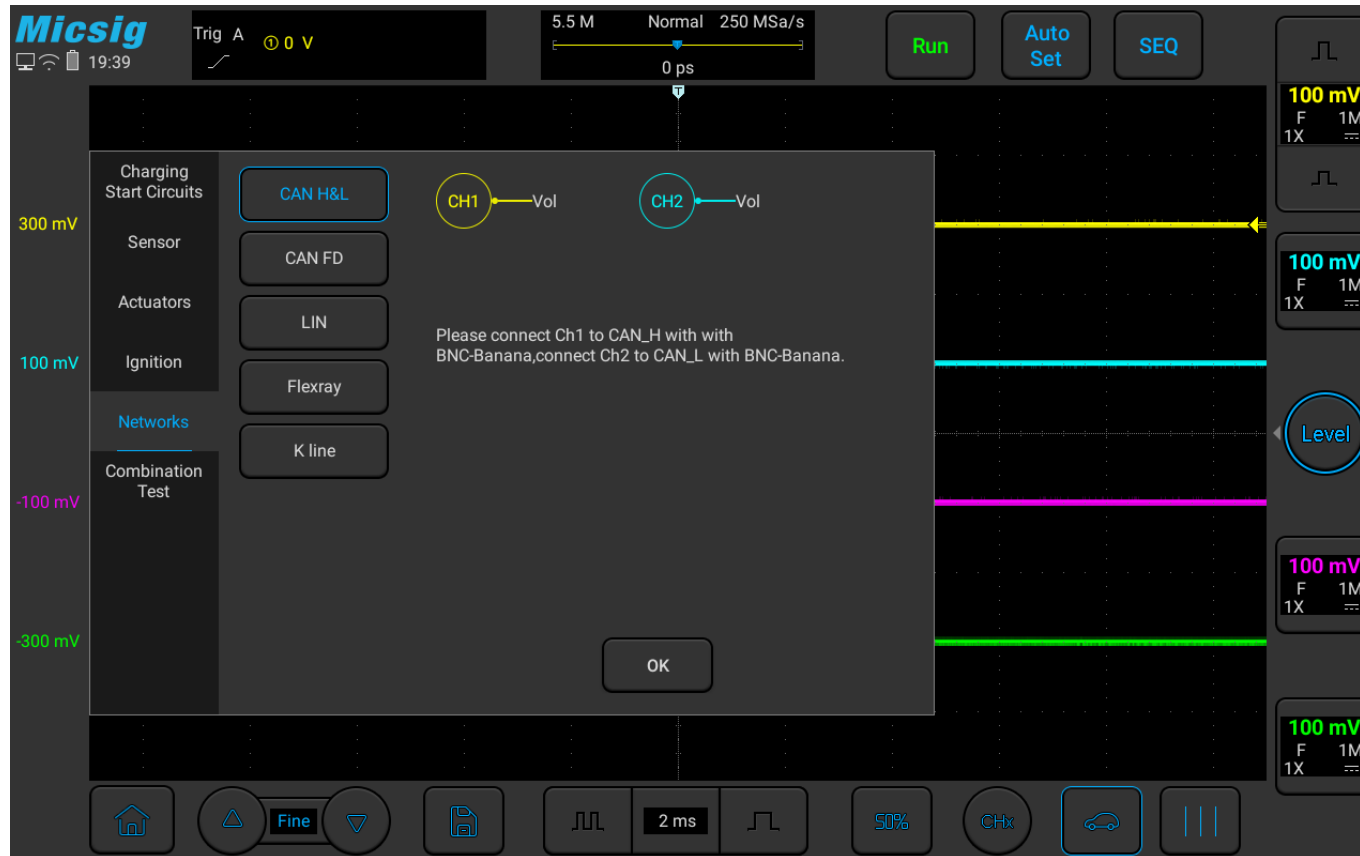 Micsig
19:39
Trig A ① 0 V
5.5 M Normal 250 MSa/s
0 ps
Run
Auto
Set
SEQ
T
100 mV
F 1M
1X
300 mV
100 mV
-100 mV
-300 mV
Charging
Start Circuits
Sensor
Actuators
Ignition
Networks
Combination
Test
CAN H&L
CAN FD
LIN
Flexray
K line
CH1 Vol
CH2 Vol
Please connect Ch1 to CAN_H with with
BNC-Banana,connect Ch2 to CAN_L with BNC-Banana.
OK
100 mV
F 1M
1X
Level
100 mV
F 1M
1X
100 mV
F 1M
1X
Fine
2 ms
50%
CHx